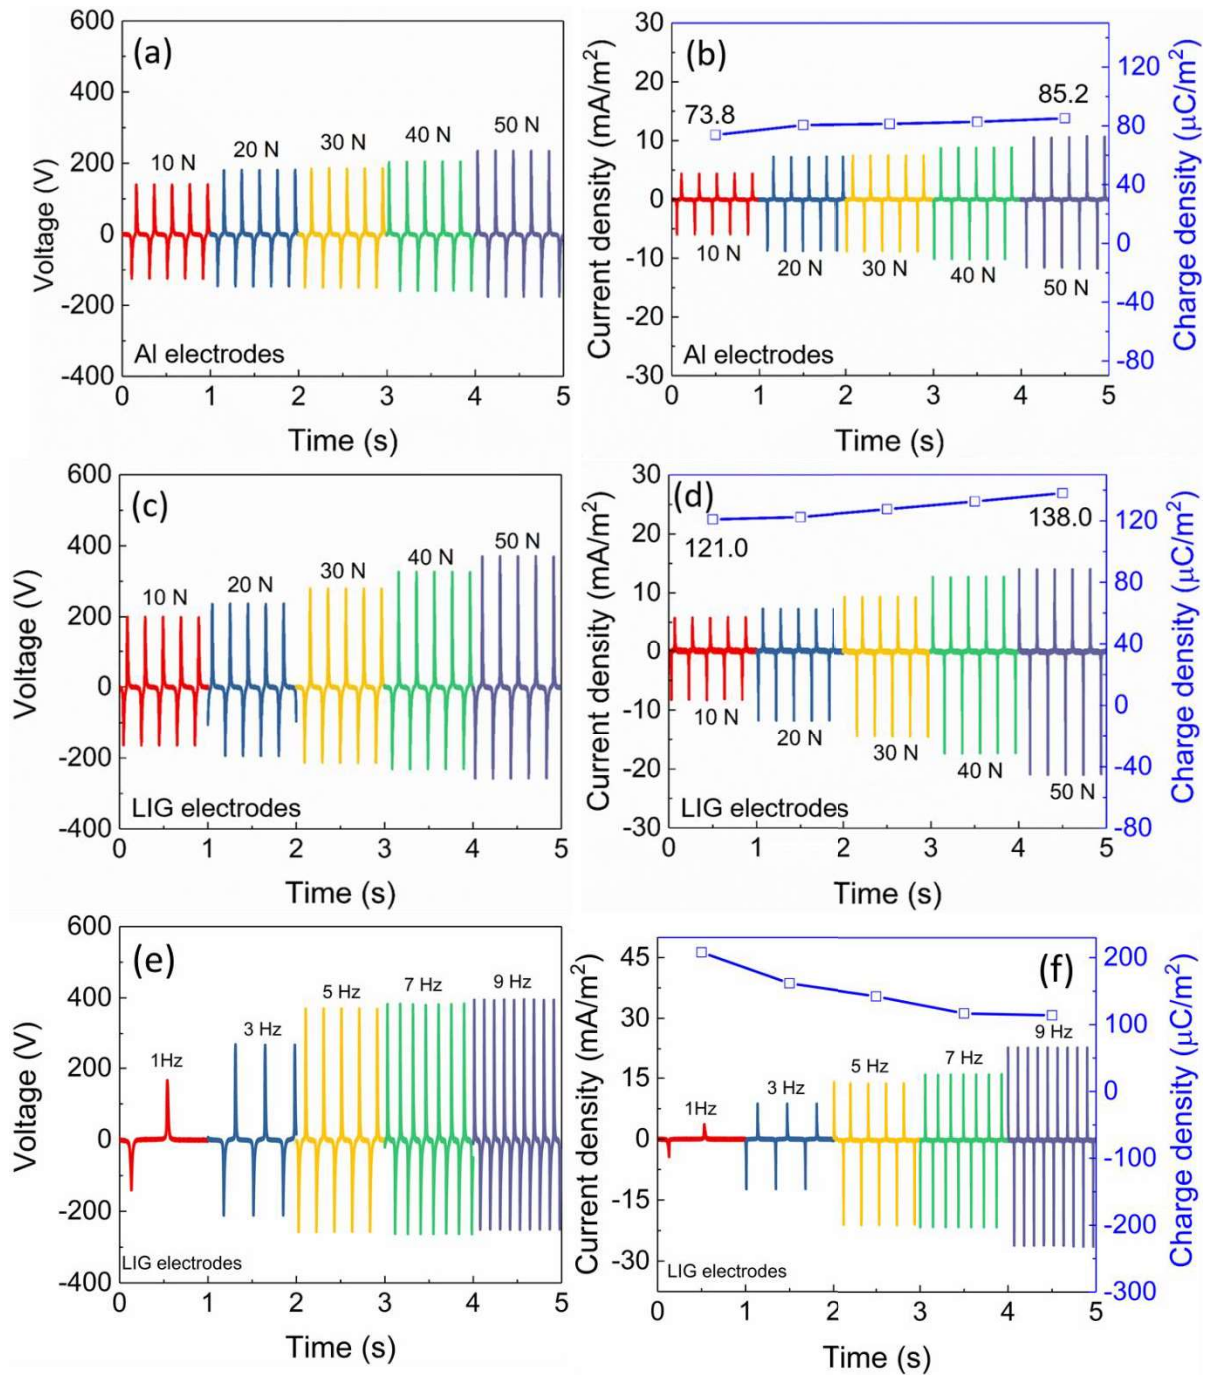 (a)
600
400
200
0
-200
-400
Voltage (V)
10 N
20 N
30 N
40 N
50 N
Al electrodes
0 1 2 3 4 5
Time (s)
(b)
30
20
10
0
-10
-20
-30
Current density (mA/m²)
73.8
85.2
10 N
20 N
30 N
40 N
50 N
Al electrodes
120
80
40
0
-40
-80
Charge density (μC/m²)
0 1 2 3 4 5
Time (s)
(c)
600
400
200
0
-200
-400
Voltage (V)
10 N
20 N
30 N
40 N
50 N
LIG electrodes
0 1 2 3 4 5
Time (s)
(d)
30
20
10
0
-10
-20
-30
Current density (mA/m²)
121.0
138.0
10 N
20 N
30 N
40 N
50 N
LIG electrodes
120
80
40
0
-40
-80
Charge density (μC/m²)
0 1 2 3 4 5
Time (s)
(e)
600
400
200
0
-200
-400
Voltage (V)
1Hz
3 Hz
5 Hz
7 Hz
9 Hz
LIG electrodes
0 1 2 3 4 5
Time (s)
(f)
45
30
15
0
-15
-30
Current density (mA/m²)
1Hz
3 Hz
5 Hz
7 Hz
9 Hz
LIG electrodes
200
100
0
-100
-200
-300
Charge density (μC/m²)
0 1 2 3 4 5
Time (s)